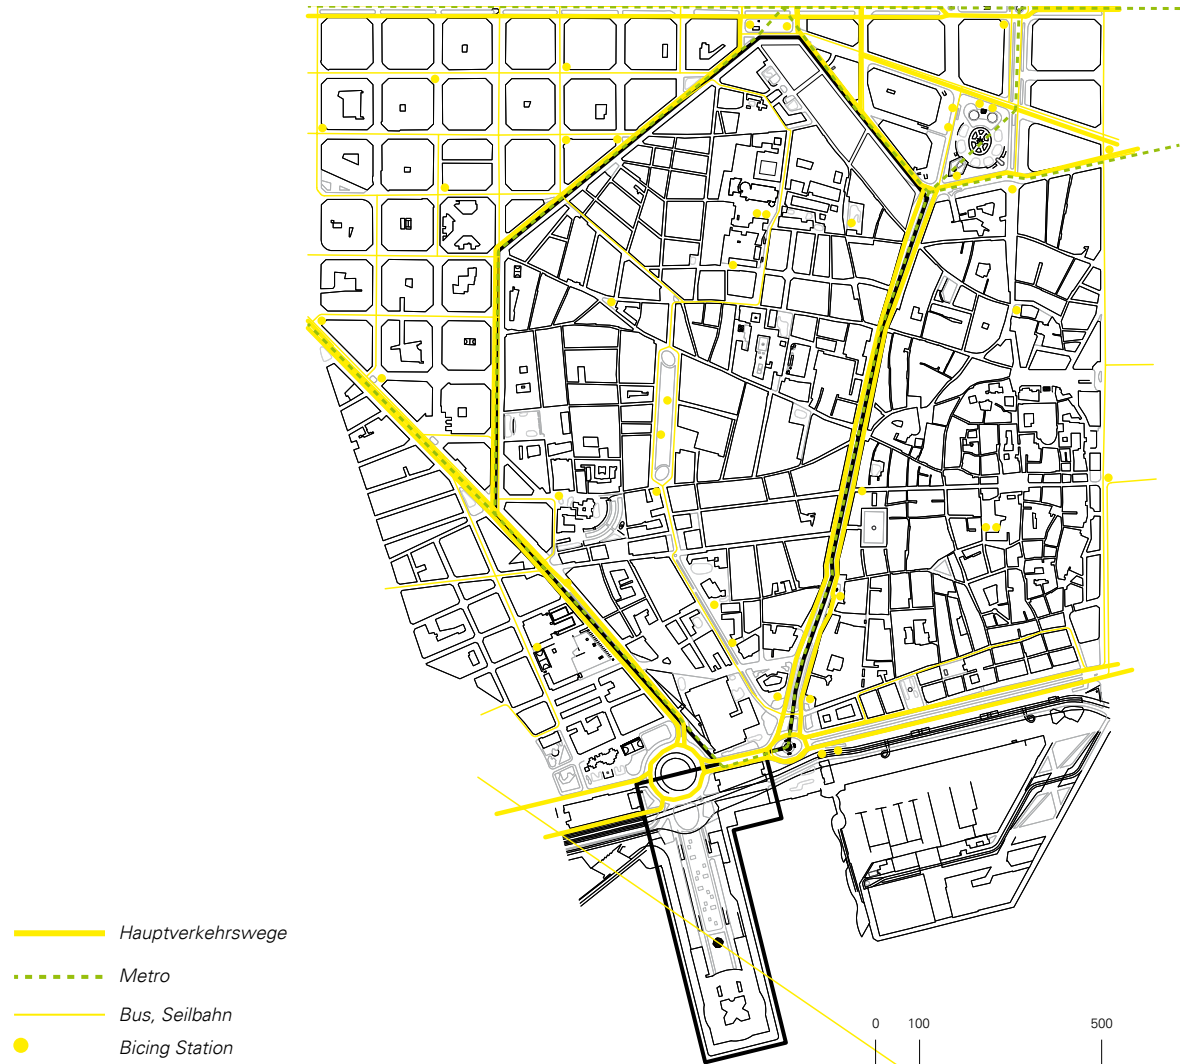 Hauptverkehrswege
Metro
Bus, Seilbahn
Bicing Station
0 100 500